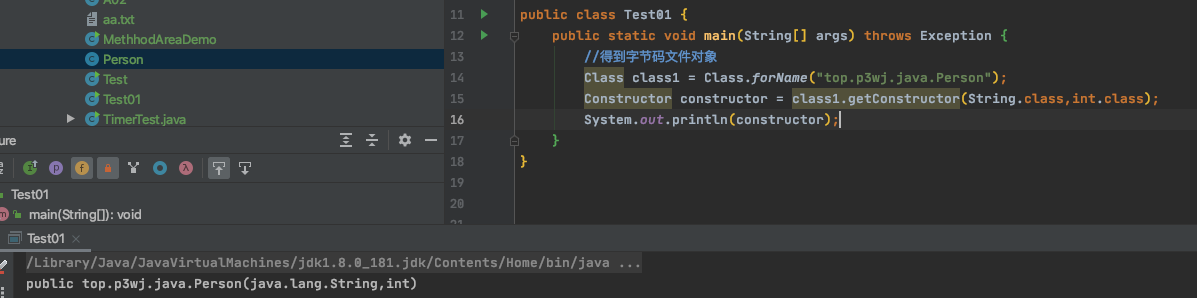 A02
aa.txt
MethhodAreaDemo
Person
Test
Test01
TimerTest.java
ure
Test01
main(String[]): void
11 public class Test01 {
12 public static void main(String[] args) throws Exception {
13 //得到字节码文件对象
14 Class class1 = Class.forName("top.p3wj.java.Person");
15 Constructor constructor = class1.getConstructor(String.class,int.class);
16 System.out.println(constructor);
17 }
18 }
19
20
Test01
/Library/Java/JavaVirtualMachines/jdk1.8.0_181.jdk/Contents/Home/bin/java ...
public top.p3wj.java.Person(java.lang.String,int)